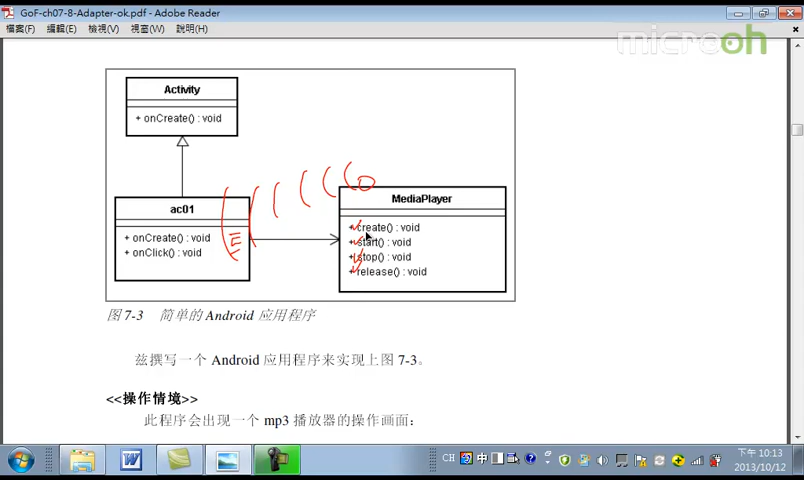 GoF-ch07-8-Adapter-ok.pdf - Adobe Reader
檔案(F) 編輯(E) 檢視(V) 視窗(W) 說明(H)
microoh
Activity
+ onCreate() : void
ac01
+ onCreate() : void
+ onClick() : void
E
MediaPlayer
+ create() : void
+ start() : void
+ stop() : void
+ release() : void
图 7-3 简单的 Android 应用程序
兹撰写一个 Android 应用程序来实现上图 7-3。
<<操作情境>>
此程序会出现一个 mp3 播放器的操作画面：
CH 中
下午 10:13
2013/10/12